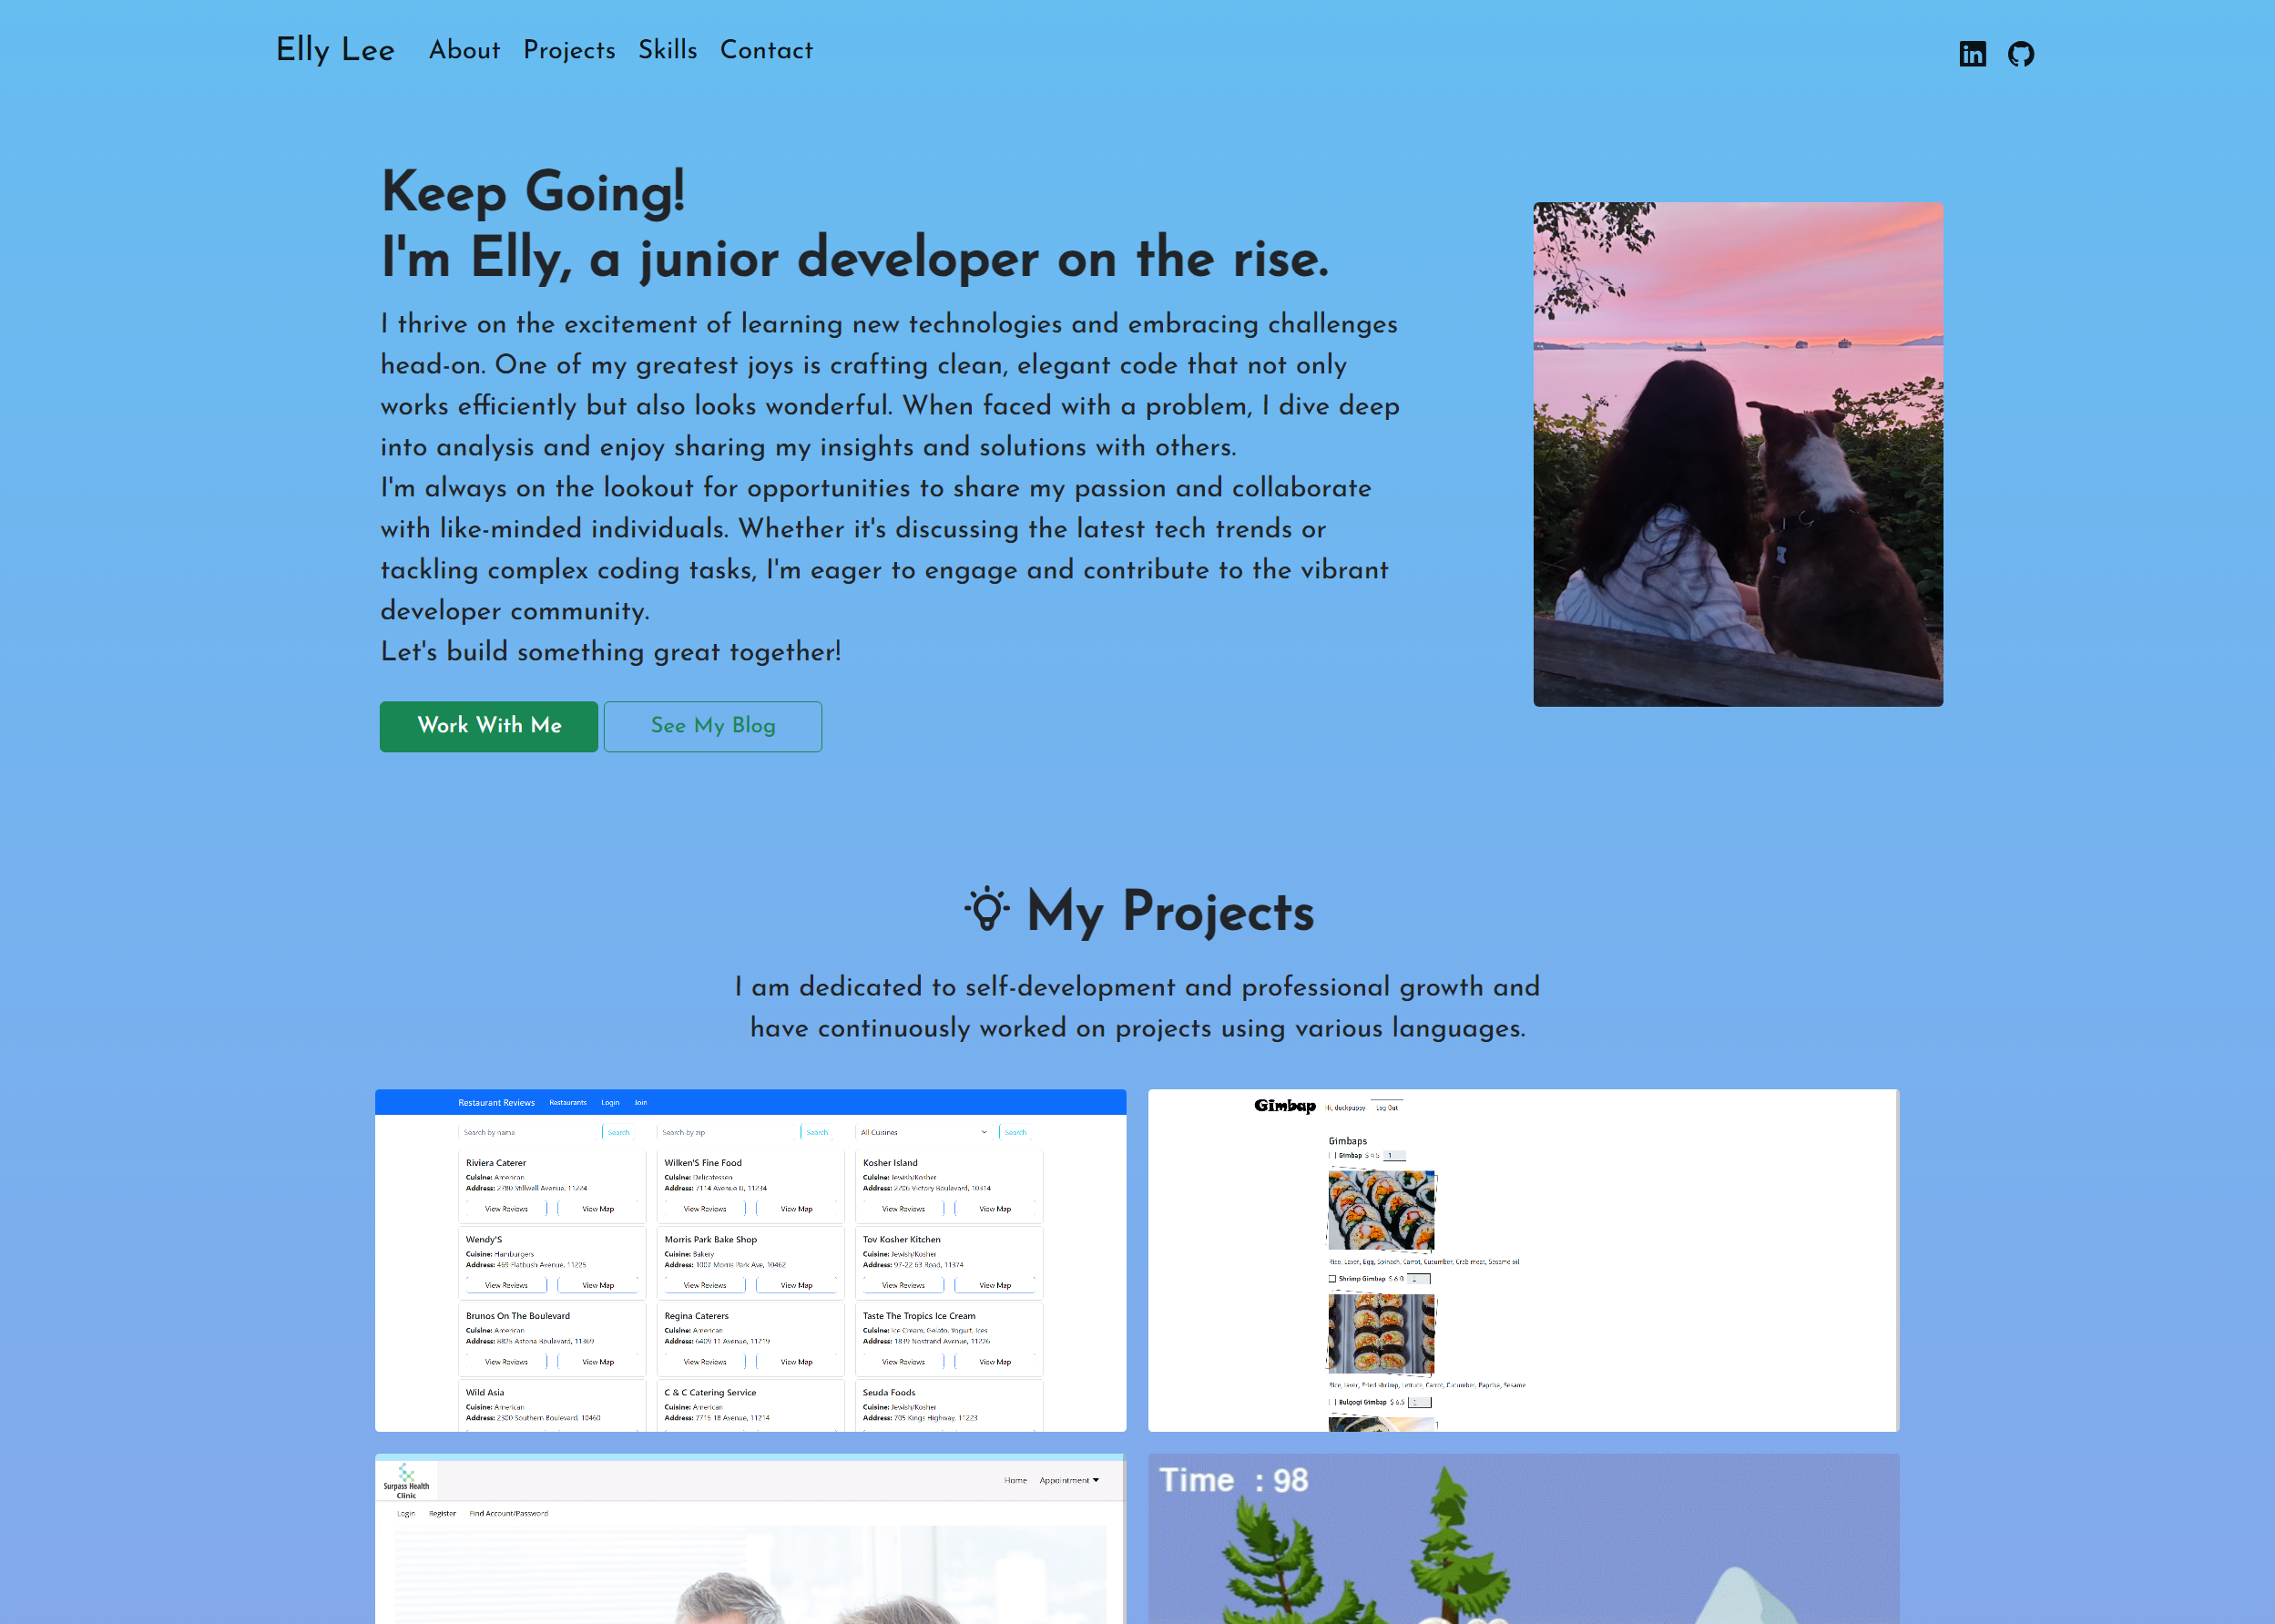 Elly Lee About Projects Skills Contact
Keep Going!
I'm Elly, a junior developer on the rise.
I thrive on the excitement of learning new technologies and embracing challenges
head-on. One of my greatest joys is crafting clean, elegant code that not only
works efficiently but also looks wonderful. When faced with a problem, I dive deep
into analysis and enjoy sharing my insights and solutions with others.
I'm always on the lookout for opportunities to share my passion and collaborate
with like-minded individuals. Whether it's discussing the latest tech trends or
tackling complex coding tasks, I'm eager to engage and contribute to the vibrant
developer community.
Let's build something great together!
Work With Me See My Blog
My Projects
I am dedicated to self-development and professional growth and
have continuously worked on projects using various languages.
Restaurant Reviews Restaurants Login Join
Search by name Search Search by zip Search All Cuisines Search
Riviera Caterer Wilken'S Fine Food Kosher Island
Cuisine: American Cuisine: Delicatessen Cuisine: Jewish/Kosher
Address: 2780 Stillwell Avenue, 11224 Address: 7114 Avenue U, 11234 Address: 2206 Victory Boulevard, 10314
View Reviews View Map View Reviews View Map View Reviews View Map
Wendy'S Morris Park Bake Shop Tov Kosher Kitchen
Cuisine: Hamburgers Cuisine: Bakery Cuisine: Jewish/Kosher
Address: 469 Flatbush Avenue, 11225 Address: 1007 Morris Park Ave, 10462 Address: 97-22 63 Road, 11374
View Reviews View Map View Reviews View Map View Reviews View Map
Brunos On The Boulevard Regina Caterers Taste The Tropics Ice Cream
Cuisine: American Cuisine: American Cuisine: Ice Cream, Gelato, Yogurt, Ices
Address: 8825 Astoria Boulevard, 11369 Address: 6409 11 Avenue, 11219 Address: 1839 Nostrand Avenue, 11226
View Reviews View Map View Reviews View Map View Reviews View Map
Wild Asia C & C Catering Service Seuda Foods
Cuisine: American Cuisine: American Cuisine: Jewish/Kosher
Address: 2300 Southern Boulevard, 10460 Address: 7715 18 Avenue, 11214 Address: 705 Kings Highway, 11223
Gimbap Hi, duckpuppy Log Out
Gimbaps
Gimbap $ 4.5 1
Rice, Laver, Egg, Spinach, Carrot, Cucumber, Crab meat, Sesame oil
Shrimp Gimbap $ 6.0 1
Rice, laver, Fried shrimp, Lettuce, Carrot, Cucumber, Paprika, Sesame
Bulgogi Gimbap $ 6.5 1
Surpass Health
Clinic
Home Appointment
Login Register Find Account/Password
Time : 98